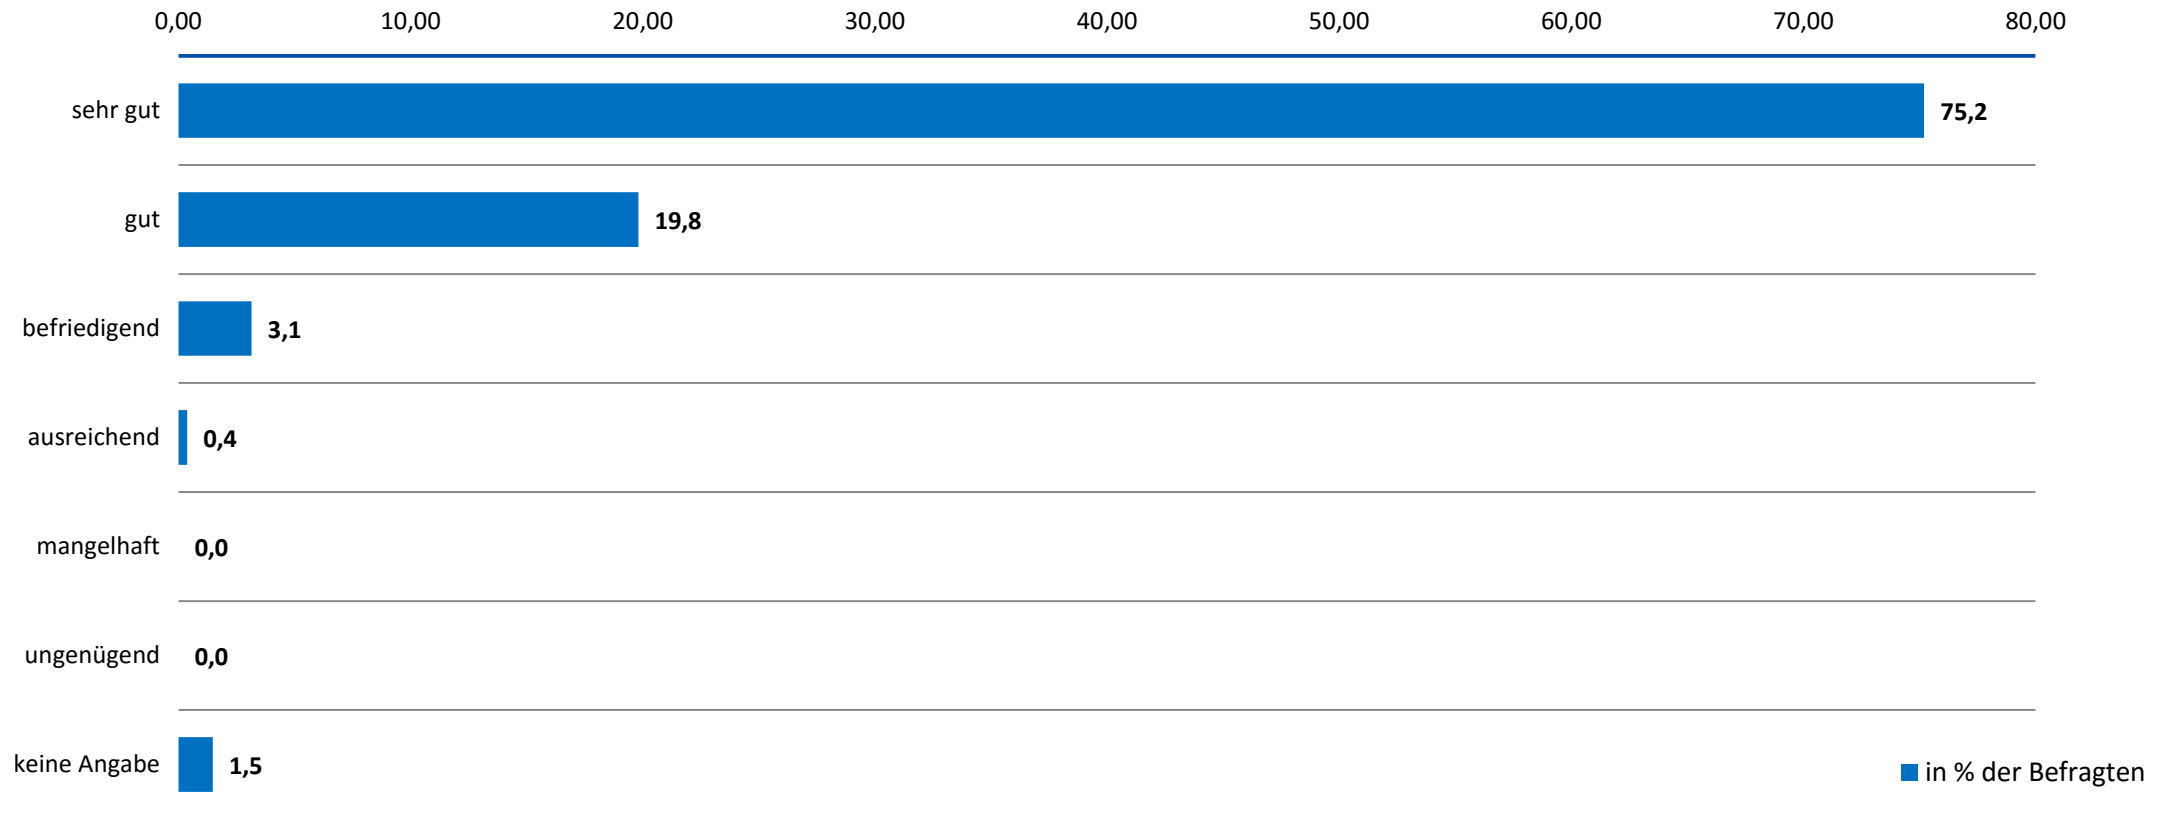 0,00 10,00 20,00 30,00 40,00 50,00 60,00 70,00 80,00
sehr gut 75,2
gut 19,8
befriedigend 3,1
ausreichend 0,4
mangelhaft 0,0
ungenügend 0,0
keine Angabe 1,5
in % der Befragten